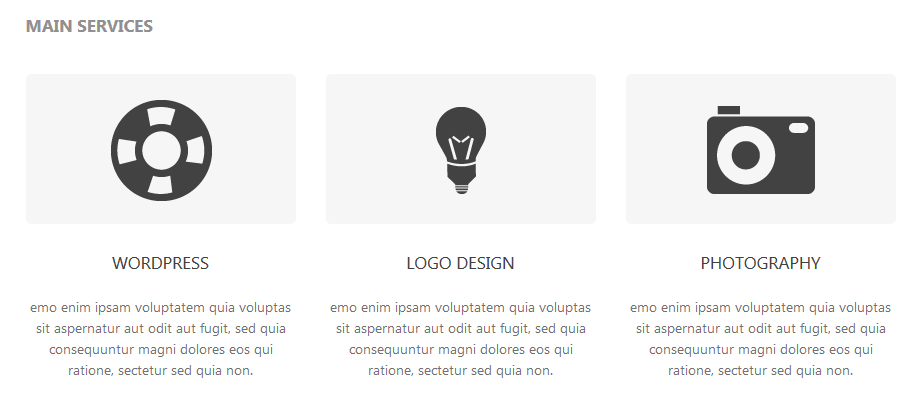 MAIN SERVICES
WORDPRESS
emo enim ipsam voluptatem quia voluptas
sit aspernatur aut odit aut fugit, sed quia
consequuntur magni dolores eos qui
ratione, sectetur sed quia non.
LOGO DESIGN
emo enim ipsam voluptatem quia voluptas
sit aspernatur aut odit aut fugit, sed quia
consequuntur magni dolores eos qui
ratione, sectetur sed quia non.
PHOTOGRAPHY
emo enim ipsam voluptatem quia voluptas
sit aspernatur aut odit aut fugit, sed quia
consequuntur magni dolores eos qui
ratione, sectetur sed quia non.